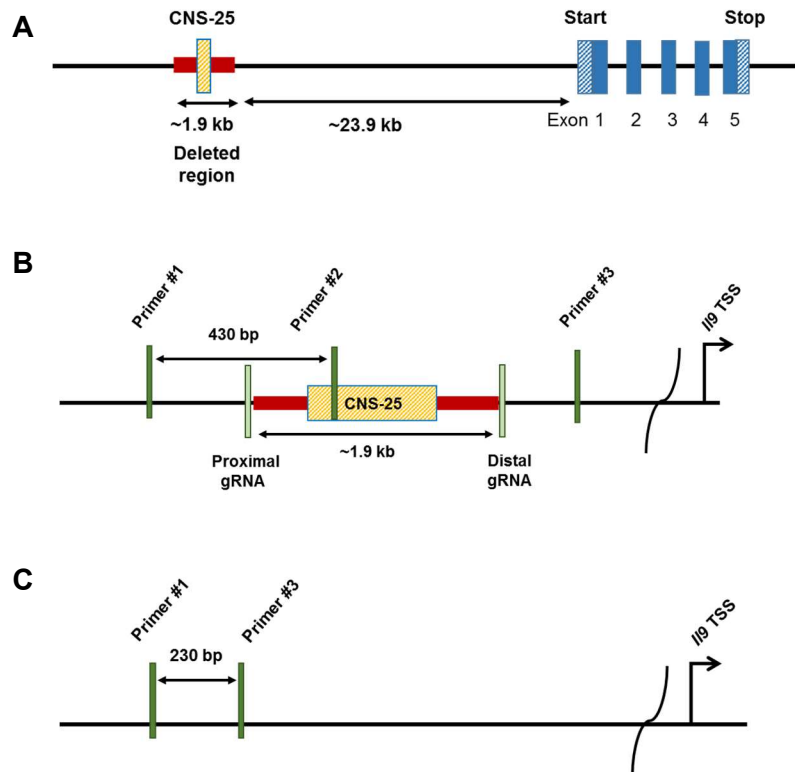 A
CNS-25
Start
Stop
~1.9 kb
~23.9 kb
Exon 1 2 3 4 5
Deleted
region
B
Primer #1
Primer #2
Primer #3
430 bp
Il9 TSS
CNS-25
~1.9 kb
Proximal
gRNA
Distal
gRNA
C
Primer #1
Primer #3
230 bp
Il9 TSS